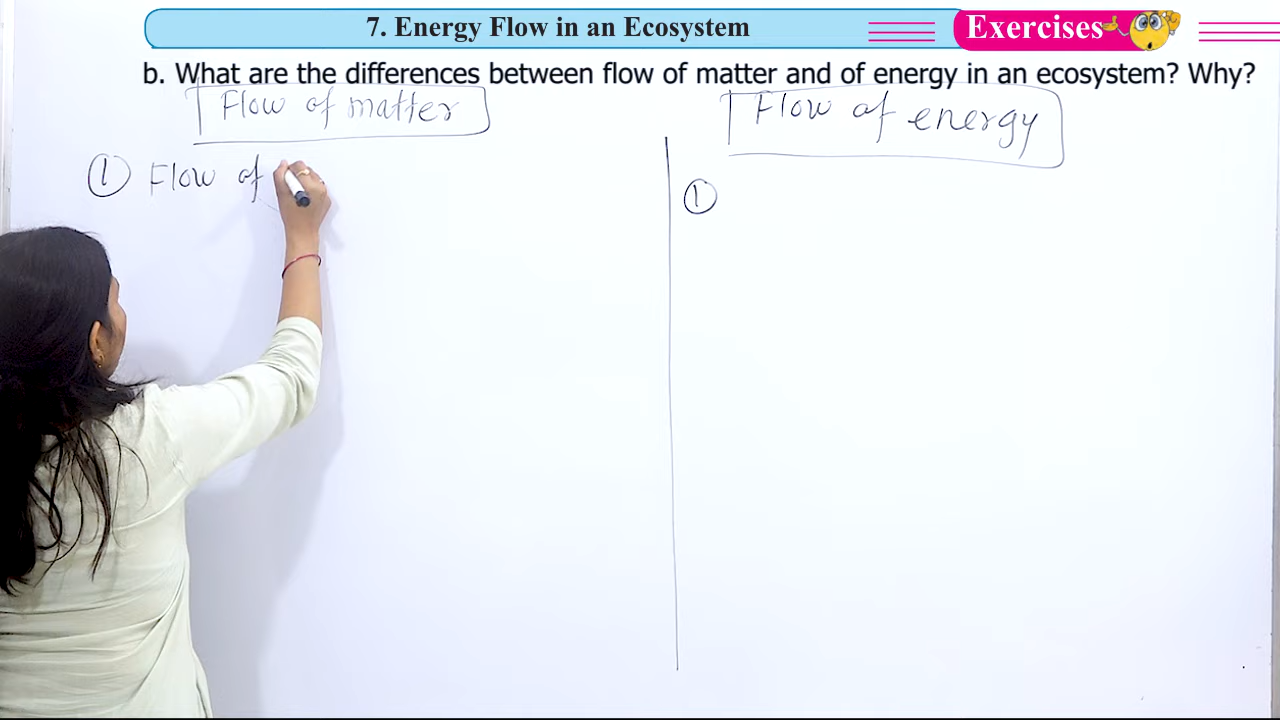 7. Energy Flow in an Ecosystem
Exercises
b. What are the differences between flow of matter and of energy in an ecosystem? Why?
Flow of matter
Flow of energy
① Flow of
①